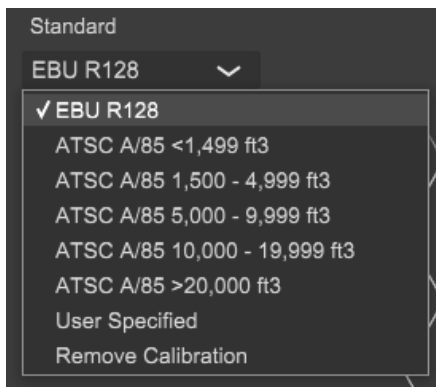 Standard
EBU R128
✓ EBU R128
ATSC A/85 <1,499 ft3
ATSC A/85 1,500 - 4,999 ft3
ATSC A/85 5,000 - 9,999 ft3
ATSC A/85 10,000 - 19,999 ft3
ATSC A/85 >20,000 ft3
User Specified
Remove Calibration